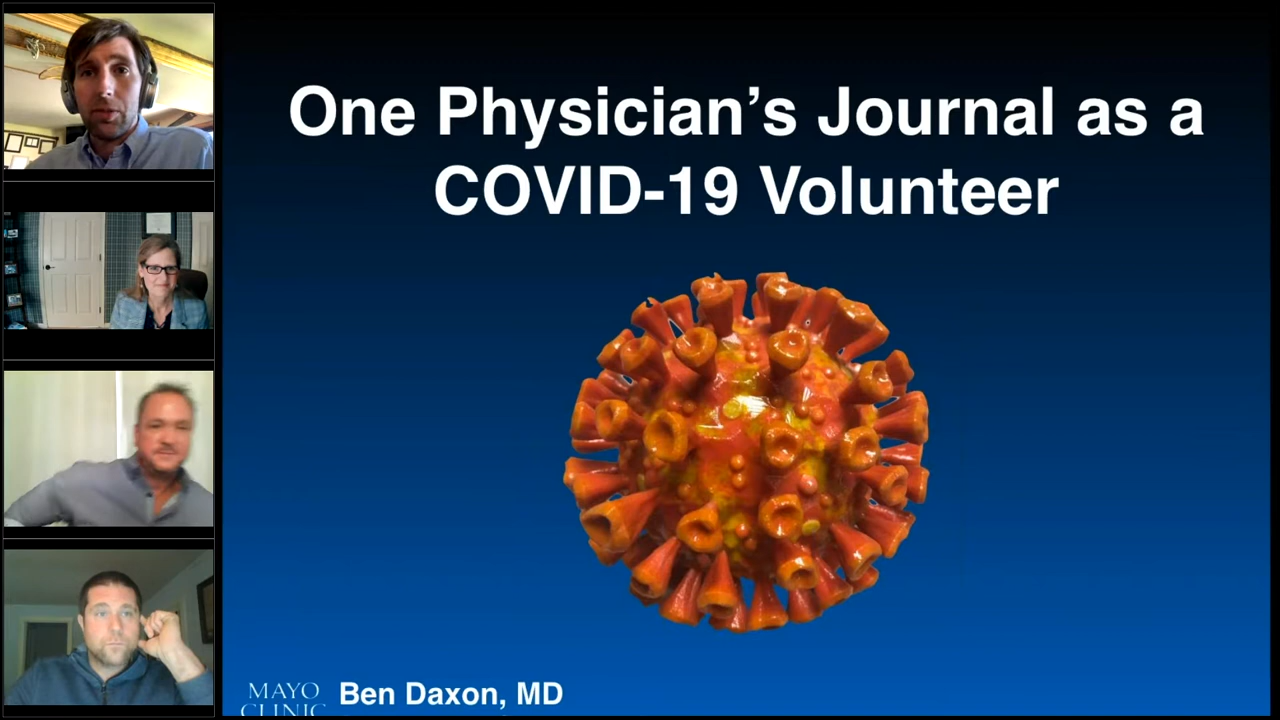 One Physician’s Journal as a
COVID-19 Volunteer
MAYO
CLINIC
Ben Daxon, MD